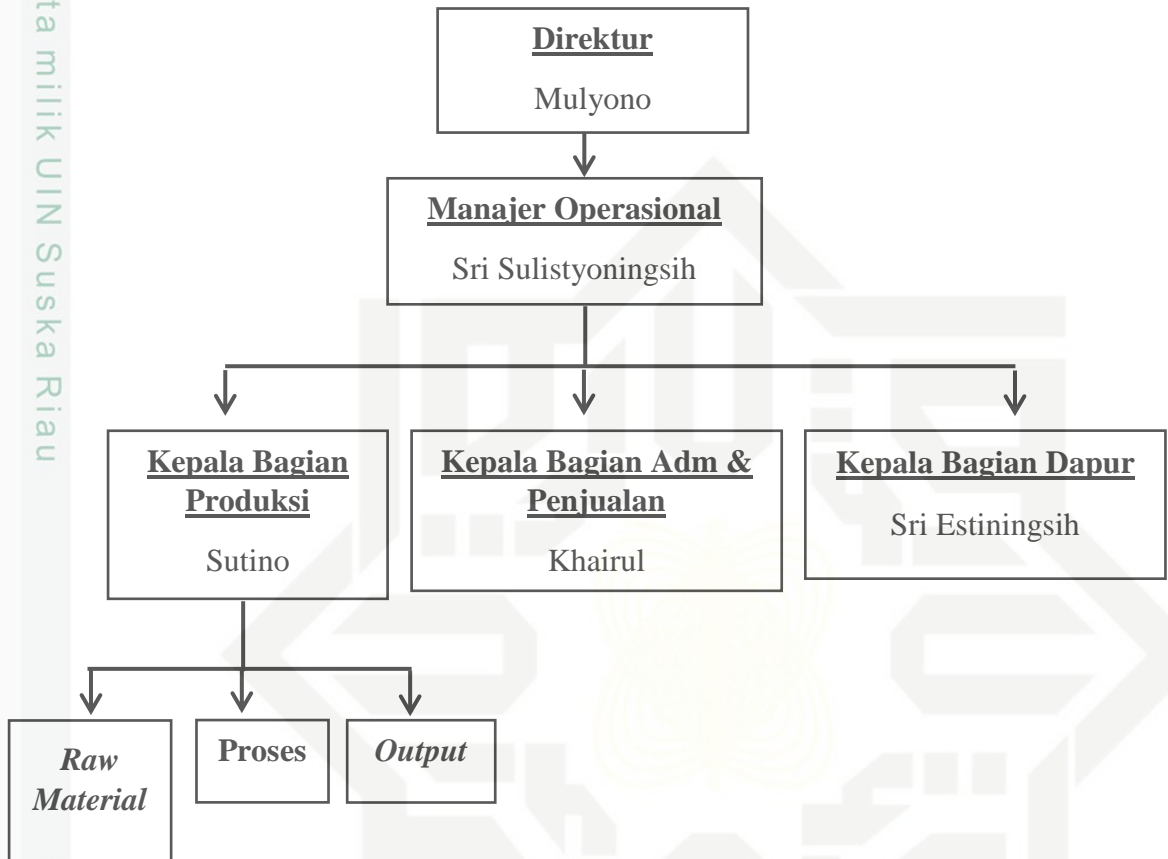 ta milik UIN Suska Riau
Direktur
Mulyono
Manajer Operasional
Sri Sulistyoningsih
Kepala Bagian
Produksi
Sutino
Kepala Bagian Adm &
Penjualan
Khairul
Kepala Bagian Dapur
Sri Estiningsih
Raw
Material
Proses
Output